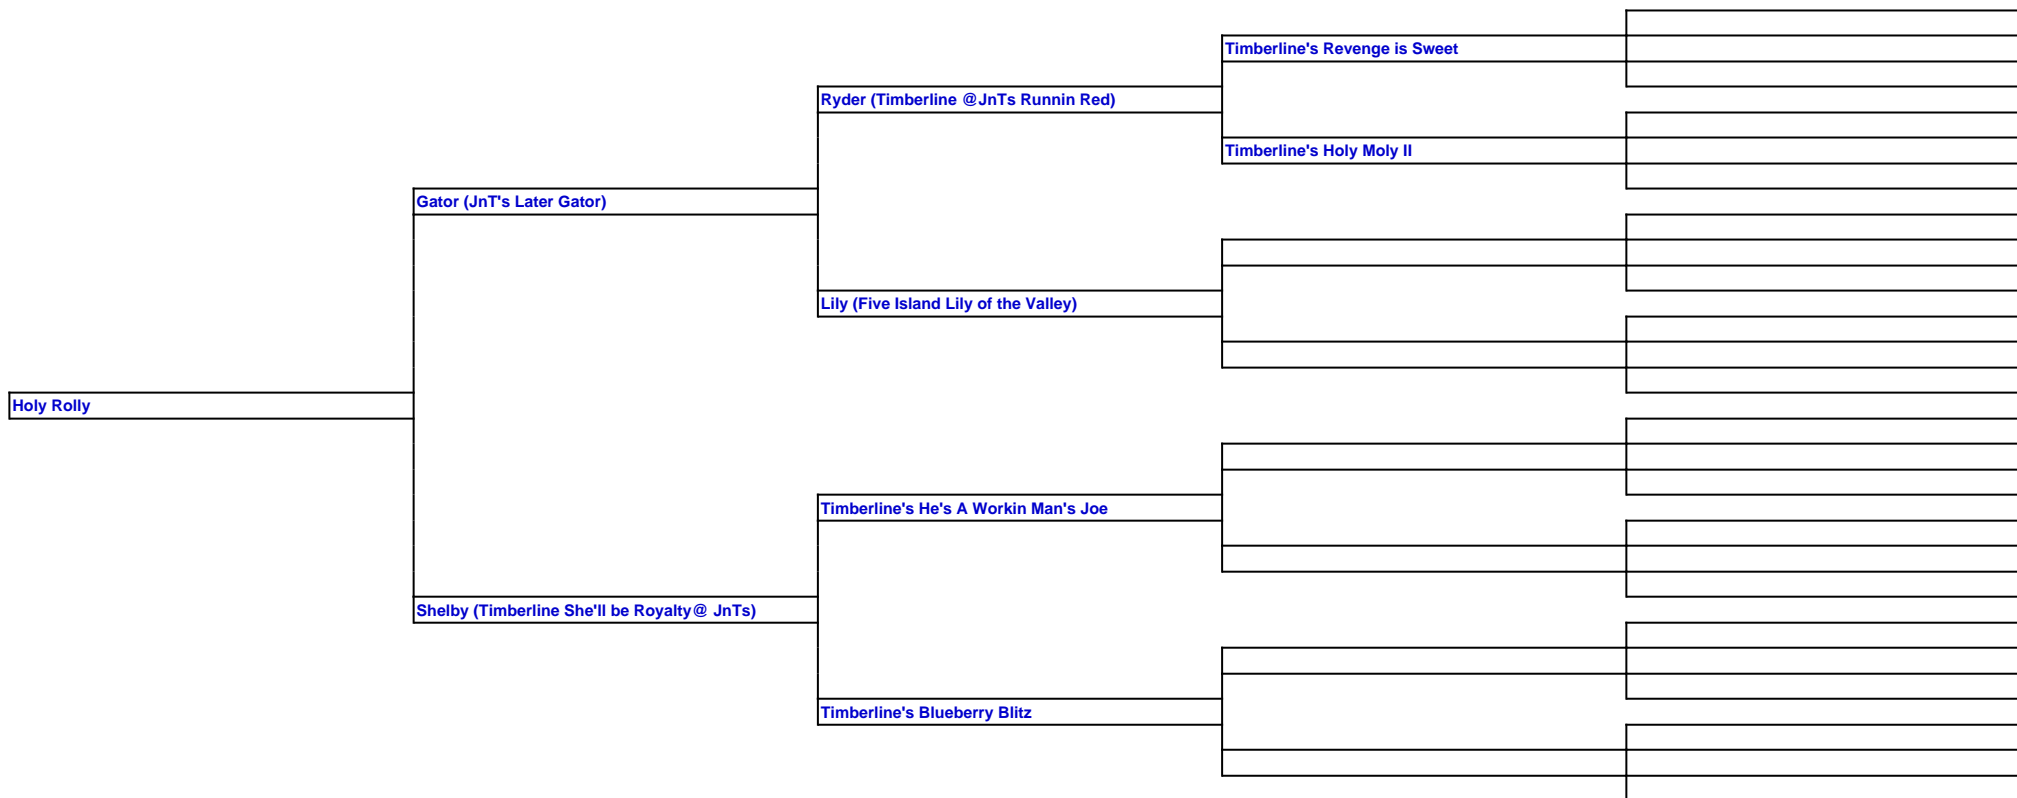 Timberline's Revenge is Sweet
Ryder (Timberline @JnTs Runnin Red)
Timberline's Holy Moly II
Gator (JnT's Later Gator)
Lily (Five Island Lily of the Valley)
Holy Rolly
Timberline's He's A Workin Man's Joe
Shelby (Timberline She'll be Royalty@ JnTs)
Timberline's Blueberry Blitz